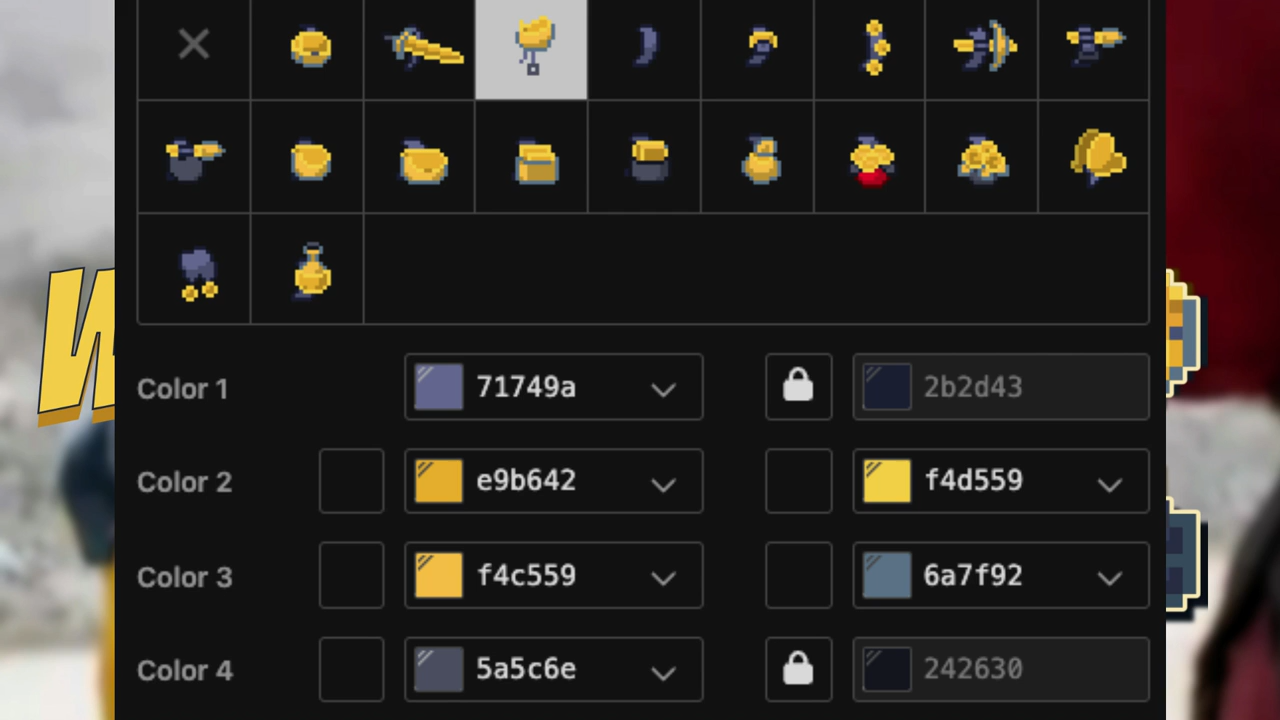 W
Color 1 71749a 2b2d43
Color 2 e9b642 f4d559
Color 3 f4c559 6a7f92
Color 4 5a5c6e 242630